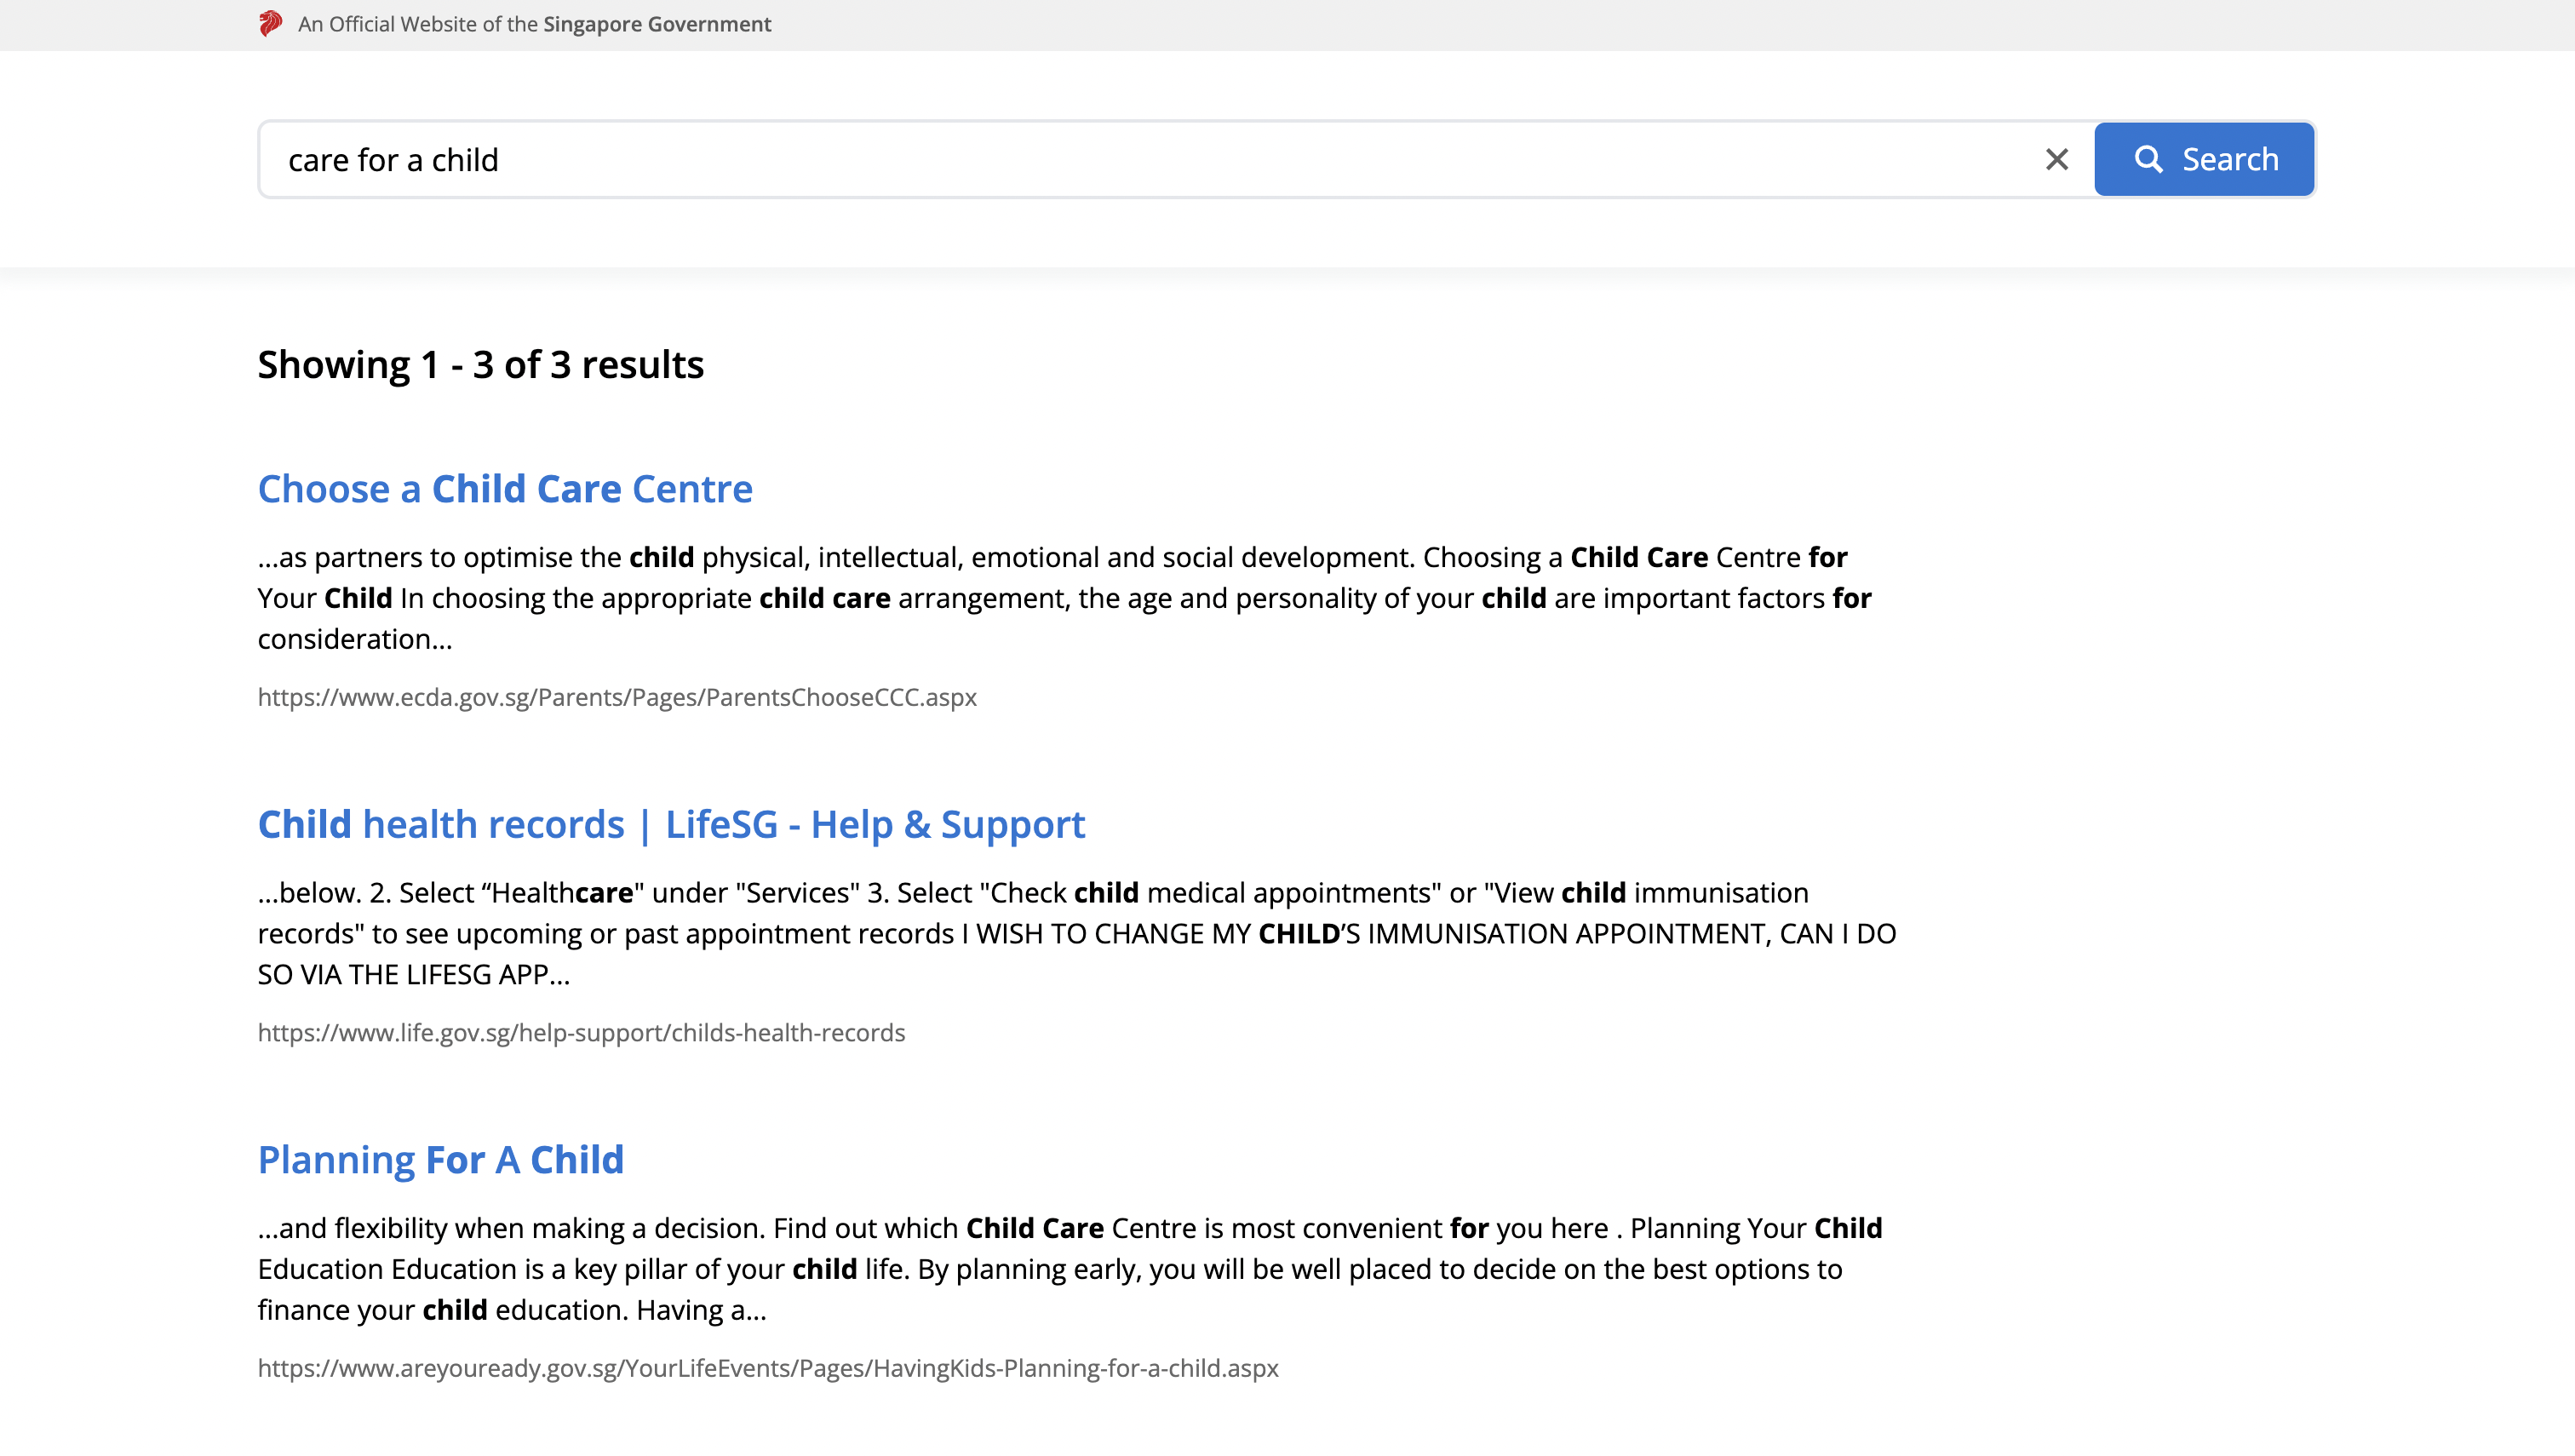 An Official Website of the Singapore Government
care for a child
Search
Showing 1 - 3 of 3 results
Choose a Child Care Centre
...as partners to optimise the child physical, intellectual, emotional and social development. Choosing a Child Care Centre for
Your Child In choosing the appropriate child care arrangement, the age and personality of your child are important factors for
consideration...
https://www.ecda.gov.sg/Parents/Pages/ParentsChooseCCC.aspx
Child health records | LifeSG - Help & Support
...below. 2. Select “Healthcare" under "Services" 3. Select "Check child medical appointments" or "View child immunisation
records" to see upcoming or past appointment records I WISH TO CHANGE MY CHILD’S IMMUNISATION APPOINTMENT, CAN I DO
SO VIA THE LIFESG APP...
https://www.life.gov.sg/help-support/childs-health-records
Planning For A Child
...and flexibility when making a decision. Find out which Child Care Centre is most convenient for you here . Planning Your Child
Education Education is a key pillar of your child life. By planning early, you will be well placed to decide on the best options to
finance your child education. Having a...
https://www.areyouready.gov.sg/YourLifeEvents/Pages/HavingKids-Planning-for-a-child.aspx